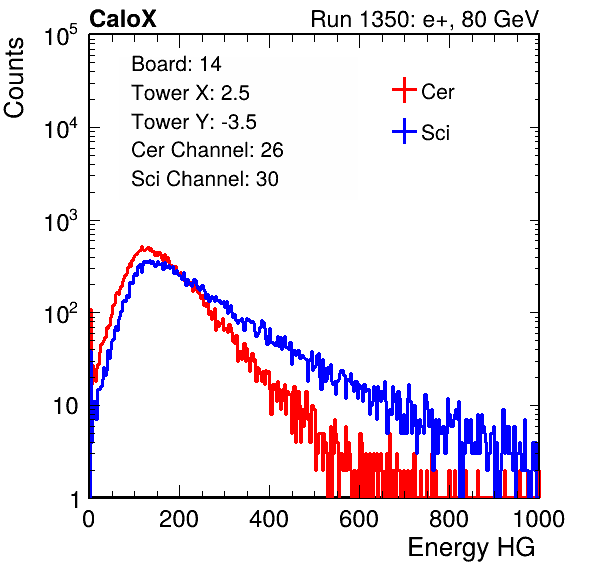 CaloX
Run 1350: e+, 80 GeV
Counts
Board: 14
Tower X: 2.5
Tower Y: -3.5
Cer Channel: 26
Sci Channel: 30
Cer
Sci
10^5
10^4
10^3
10^2
10
1
0 200 400 600 800 1000
Energy HG